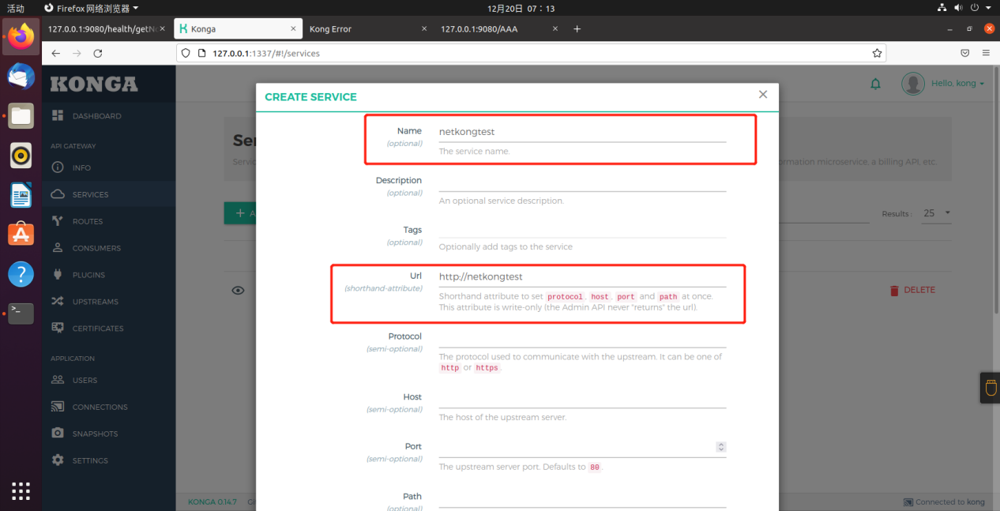 活动
Firefox 网络浏览器
12月20日 07：13
127.0.0.1:9080/health/getN
Konga
Kong Error
127.0.0.1:9080/AAA
127.0.0.1:1337/#!/services
KONGA
Hello, kong
DASHBOARD
API GATEWAY
INFO
SERVICES
ROUTES
CONSUMERS
PLUGINS
UPSTREAMS
CERTIFICATES
APPLICATION
USERS
CONNECTIONS
SNAPSHOTS
SETTINGS
Ser
Servic
ormation microservice, a billing API, etc.
+ A
Results :
25
DELETE
CREATE SERVICE
Name
(optional)
netkongtest
The service name.
Description
(optional)
An optional service description.
Tags
(optional)
Optionally add tags to the service
Url
(shorthand-attribute)
http://netkongtest
Shorthand attribute to set protocol, host, port and path at once.
This attribute is write-only (the Admin API never "returns" the url).
Protocol
(semi-optional)
The protocol used to communicate with the upstream. It can be one of
http or https.
Host
(semi-optional)
The host of the upstream server.
Port
(semi-optional)
The upstream server port. Defaults to 80.
Path
(optional)
KONGA 0.14.7
GI
Connected to kong